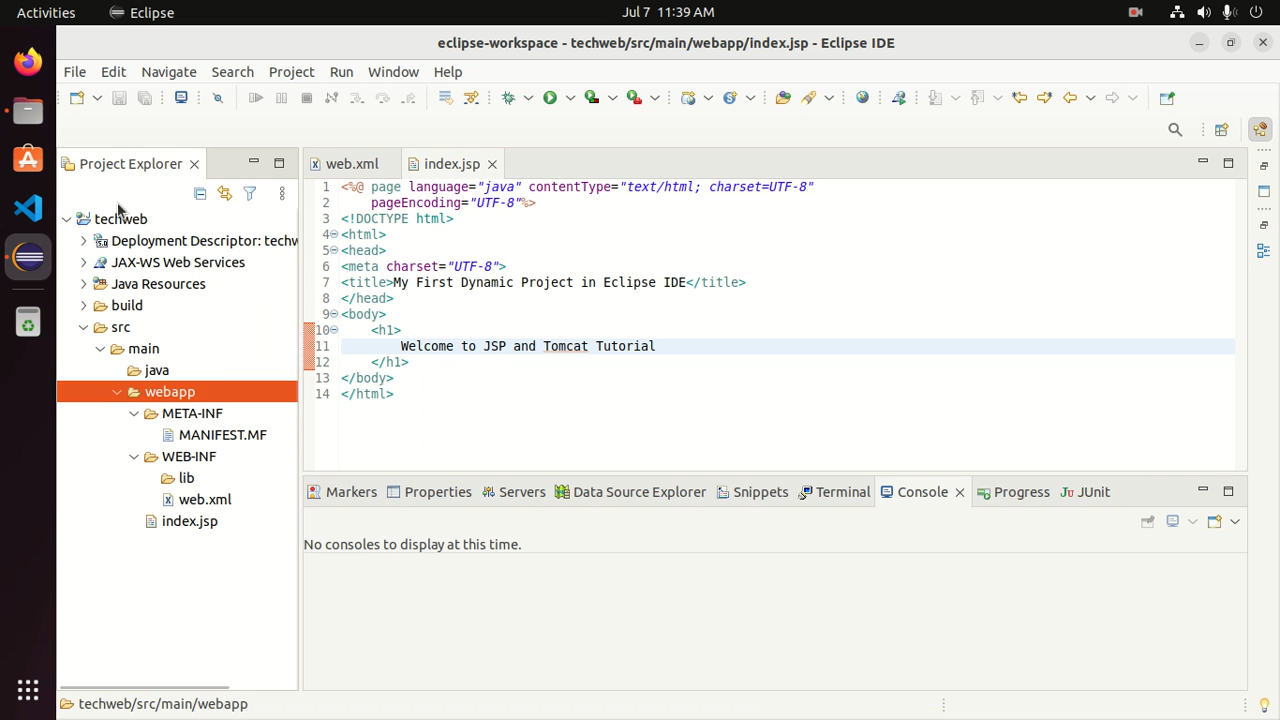 Activities Eclipse Jul 7 11:39 AM
eclipse-workspace - techweb/src/main/webapp/index.jsp - Eclipse IDE
File Edit Navigate Search Project Run Window Help
Project Explorer
techweb
Deployment Descriptor: techw
JAX-WS Web Services
Java Resources
build
src
main
java
webapp
META-INF
MANIFEST.MF
WEB-INF
lib
web.xml
index.jsp
web.xml index.jsp
1 <%@ page language="java" contentType="text/html; charset=UTF-8"
2 pageEncoding="UTF-8"%>
3 <!DOCTYPE html>
4 <html>
5 <head>
6 <meta charset="UTF-8">
7 <title>My First Dynamic Project in Eclipse IDE</title>
8 </head>
9 <body>
10 <h1>
11 Welcome to JSP and Tomcat Tutorial
12 </h1>
13 </body>
14 </html>
Markers Properties Servers Data Source Explorer Snippets Terminal Console Progress JUnit
No consoles to display at this time.
techweb/src/main/webapp